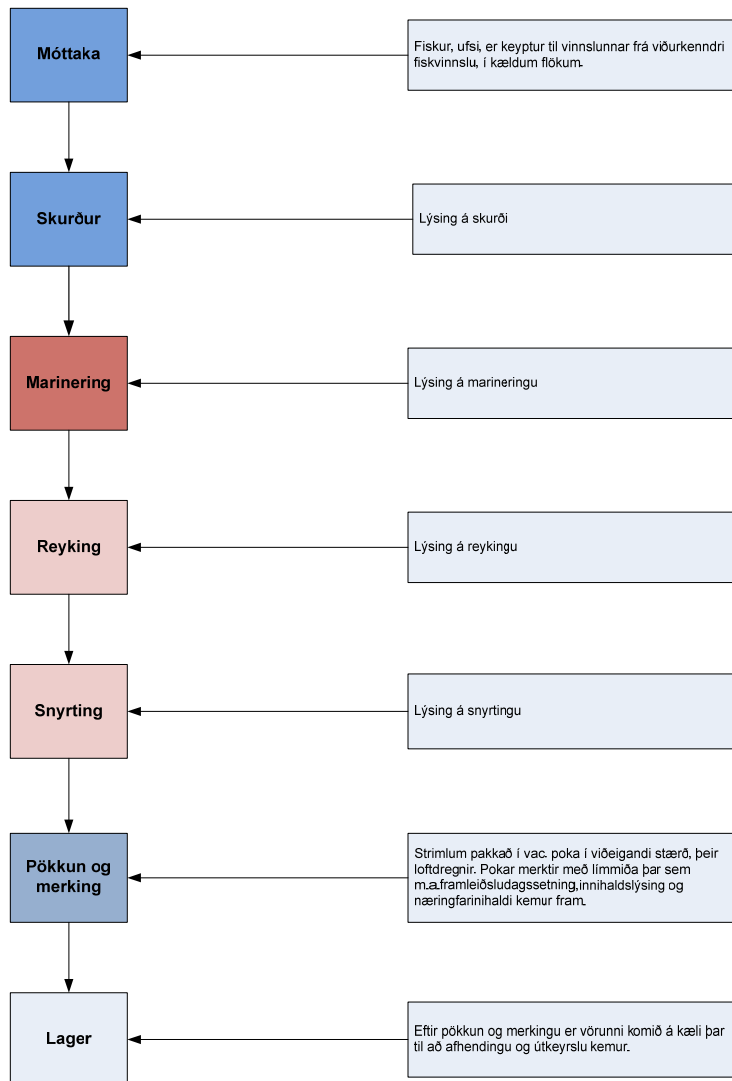 Móttaka
Fiskur, ufsi, er keyptur til vinnslunnar frá viðurkenndri
fiskvinnslu, í kældum flökum.
Skurður
Lýsing á skurði
Marinering
Lýsing á marineringu
Reyking
Lýsing á reykingu
Snyrting
Lýsing á snyrtingu
Pökkun og
merking
Strimlum pakkað í vac. poka í viðeigandi stærð, þeir
loftdregnir. Pokar merktir með límmiða þar sem
m.a.framleiðsludagssetning,innihaldslýsing og
næringfarinihaldi kemur fram.
Lager
Eftir pökkun og merkingu er vörunni komið á kæli þar
til að afhendingu og útkeyrslu kemur.